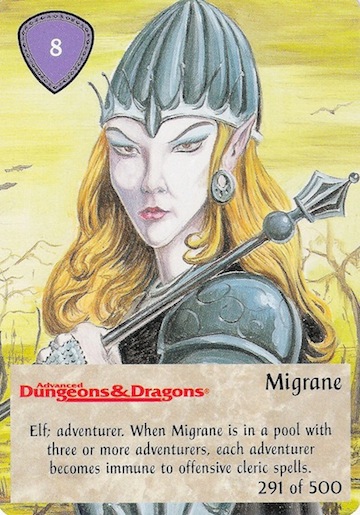 8
Migrane
Advanced
Dungeons&Dragons®
Elf; adventurer. When Migrane is in a pool with
three or more adventurers, each adventurer
becomes immune to offensive cleric spells.
291 of 500